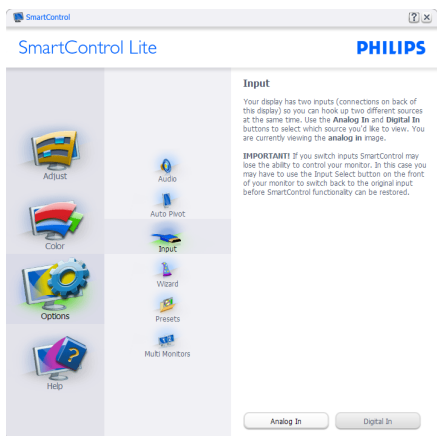 SmartControl
SmartControl Lite
PHILIPS
Adjust
Color
Options
Help
Audio
Auto Pivot
Input
Wizard
Presets
Multi Monitors
Input
Your display has two inputs (connections on back of
this display) so you can hook up two different sources
at the same time. Use the Analog In and Digital In
buttons to select which source you'd like to view. You
are currently viewing the analog in image.
IMPORTANT! If you switch inputs SmartControl may
lose the ability to control your monitor. In this case you
may have to use the Input Select button on the front
of your monitor to switch back to the original input
before SmartControl functionality can be restored.
Analog In
Digital In